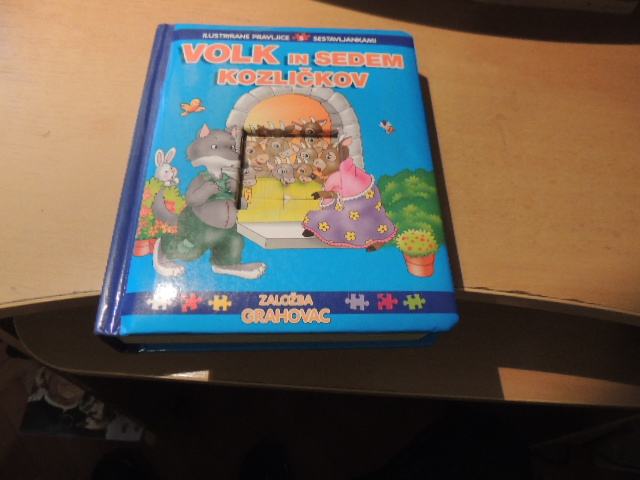 ILUSTRIRANE PRAVLJICE S SESTAVLJANKAMI
VOLK IN SEDEM
KOZLIČKOV
ZALOŽBA
GRAHOVAC